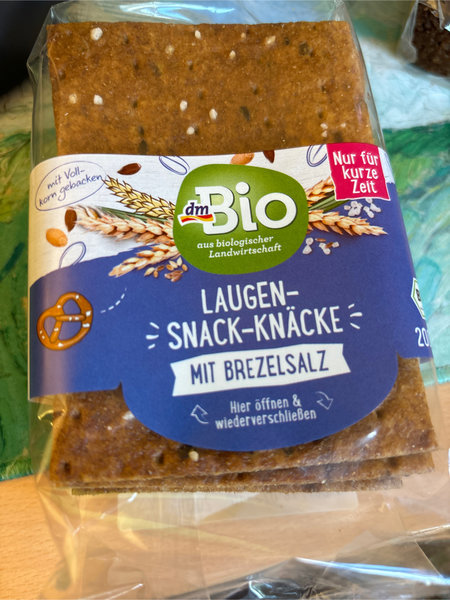 mit Voll-
korn gebacken
Nur für
kurze
Zeit
dm
Bio
aus biologischer
Landwirtschaft
LAUGEN-
SNACK-KNÄCKE
MIT BREZELSALZ
Hier öffnen &
wiederverschließen